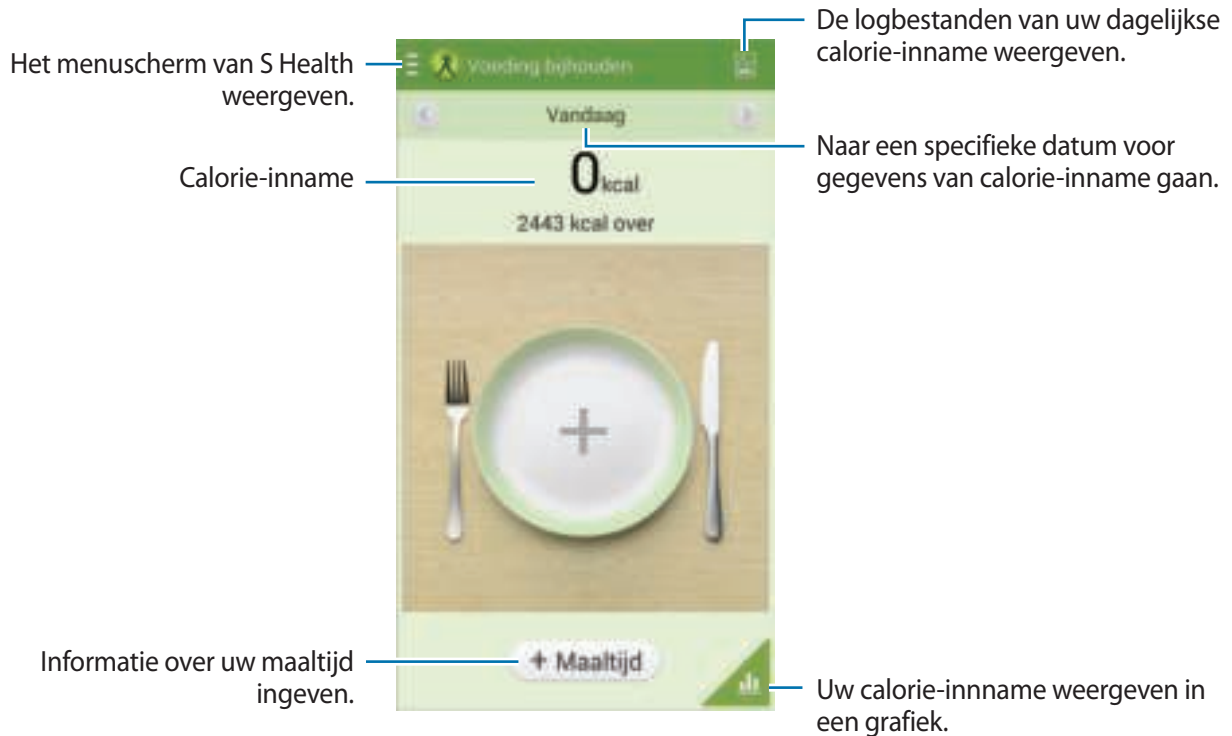 De logbestanden van uw dagelijkse
calorie-inname weergeven.
Het menuscherm van S Health
weergeven.
Voeding bijhouden
Vandaag
Naar een specifieke datum voor
gegevens van calorie-inname gaan.
Calorie-inname
0 kcal
2443 kcal over
Informatie over uw maaltijd
ingeven.
+ Maaltijd
Uw calorie-innname weergeven in
een grafiek.